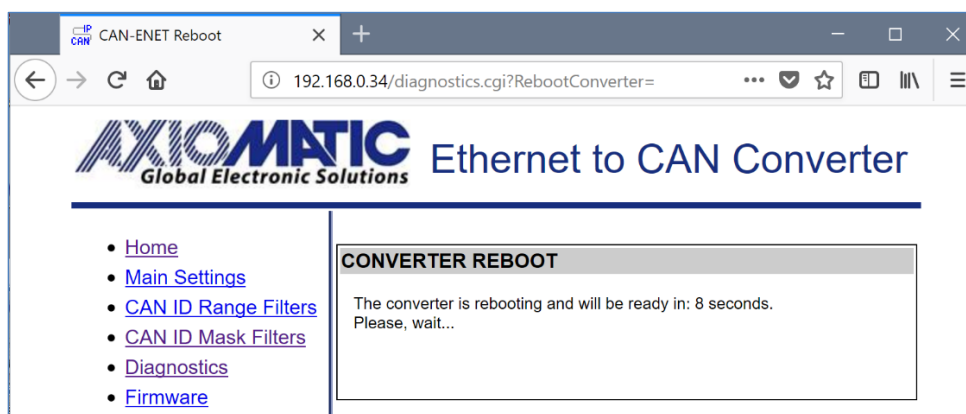 IP
CAN
CAN-ENET Reboot
192.168.0.34/diagnostics.cgi?RebootConverter=
AXIOMATIC
Global Electronic Solutions
Ethernet to CAN Converter
Home
Main Settings
CAN ID Range Filters
CAN ID Mask Filters
Diagnostics
Firmware
CONVERTER REBOOT
The converter is rebooting and will be ready in: 8 seconds.
Please, wait...